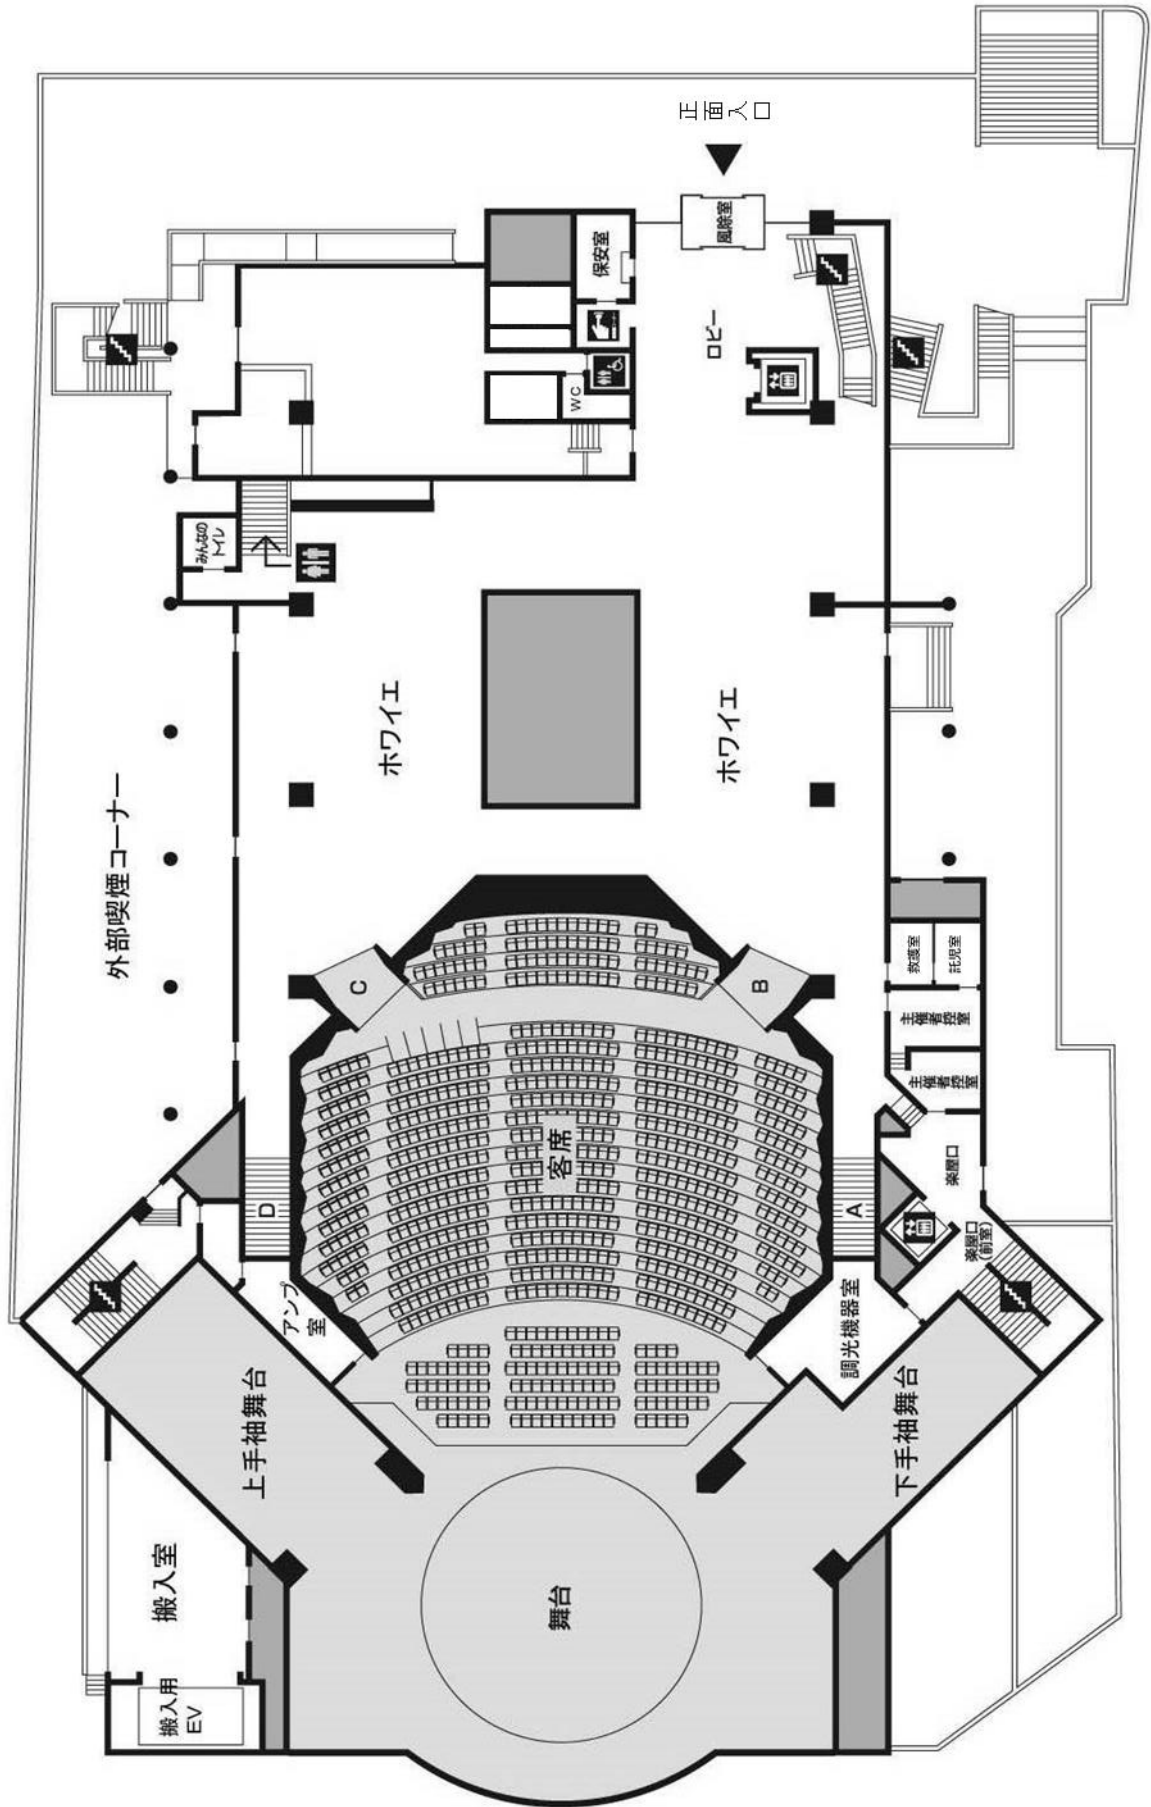 正面入口
風除室
保安室
ロビー
WC
みんなの
トイレ
ホワイエ
ホワイエ
外部喫煙コーナー
C
B
救護室
託児室
主催者控室
主催者控室
客席
D
A
楽屋口
楽屋口
(前室)
アンプ
室
調光機器室
上手袖舞台
下手袖舞台
搬入室
舞台
搬入用
EV